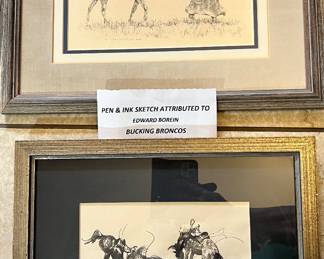 PEN & INK SKETCH ATTRIBUTED TO
EDWARD BOREIN
BUCKING BRONCOS